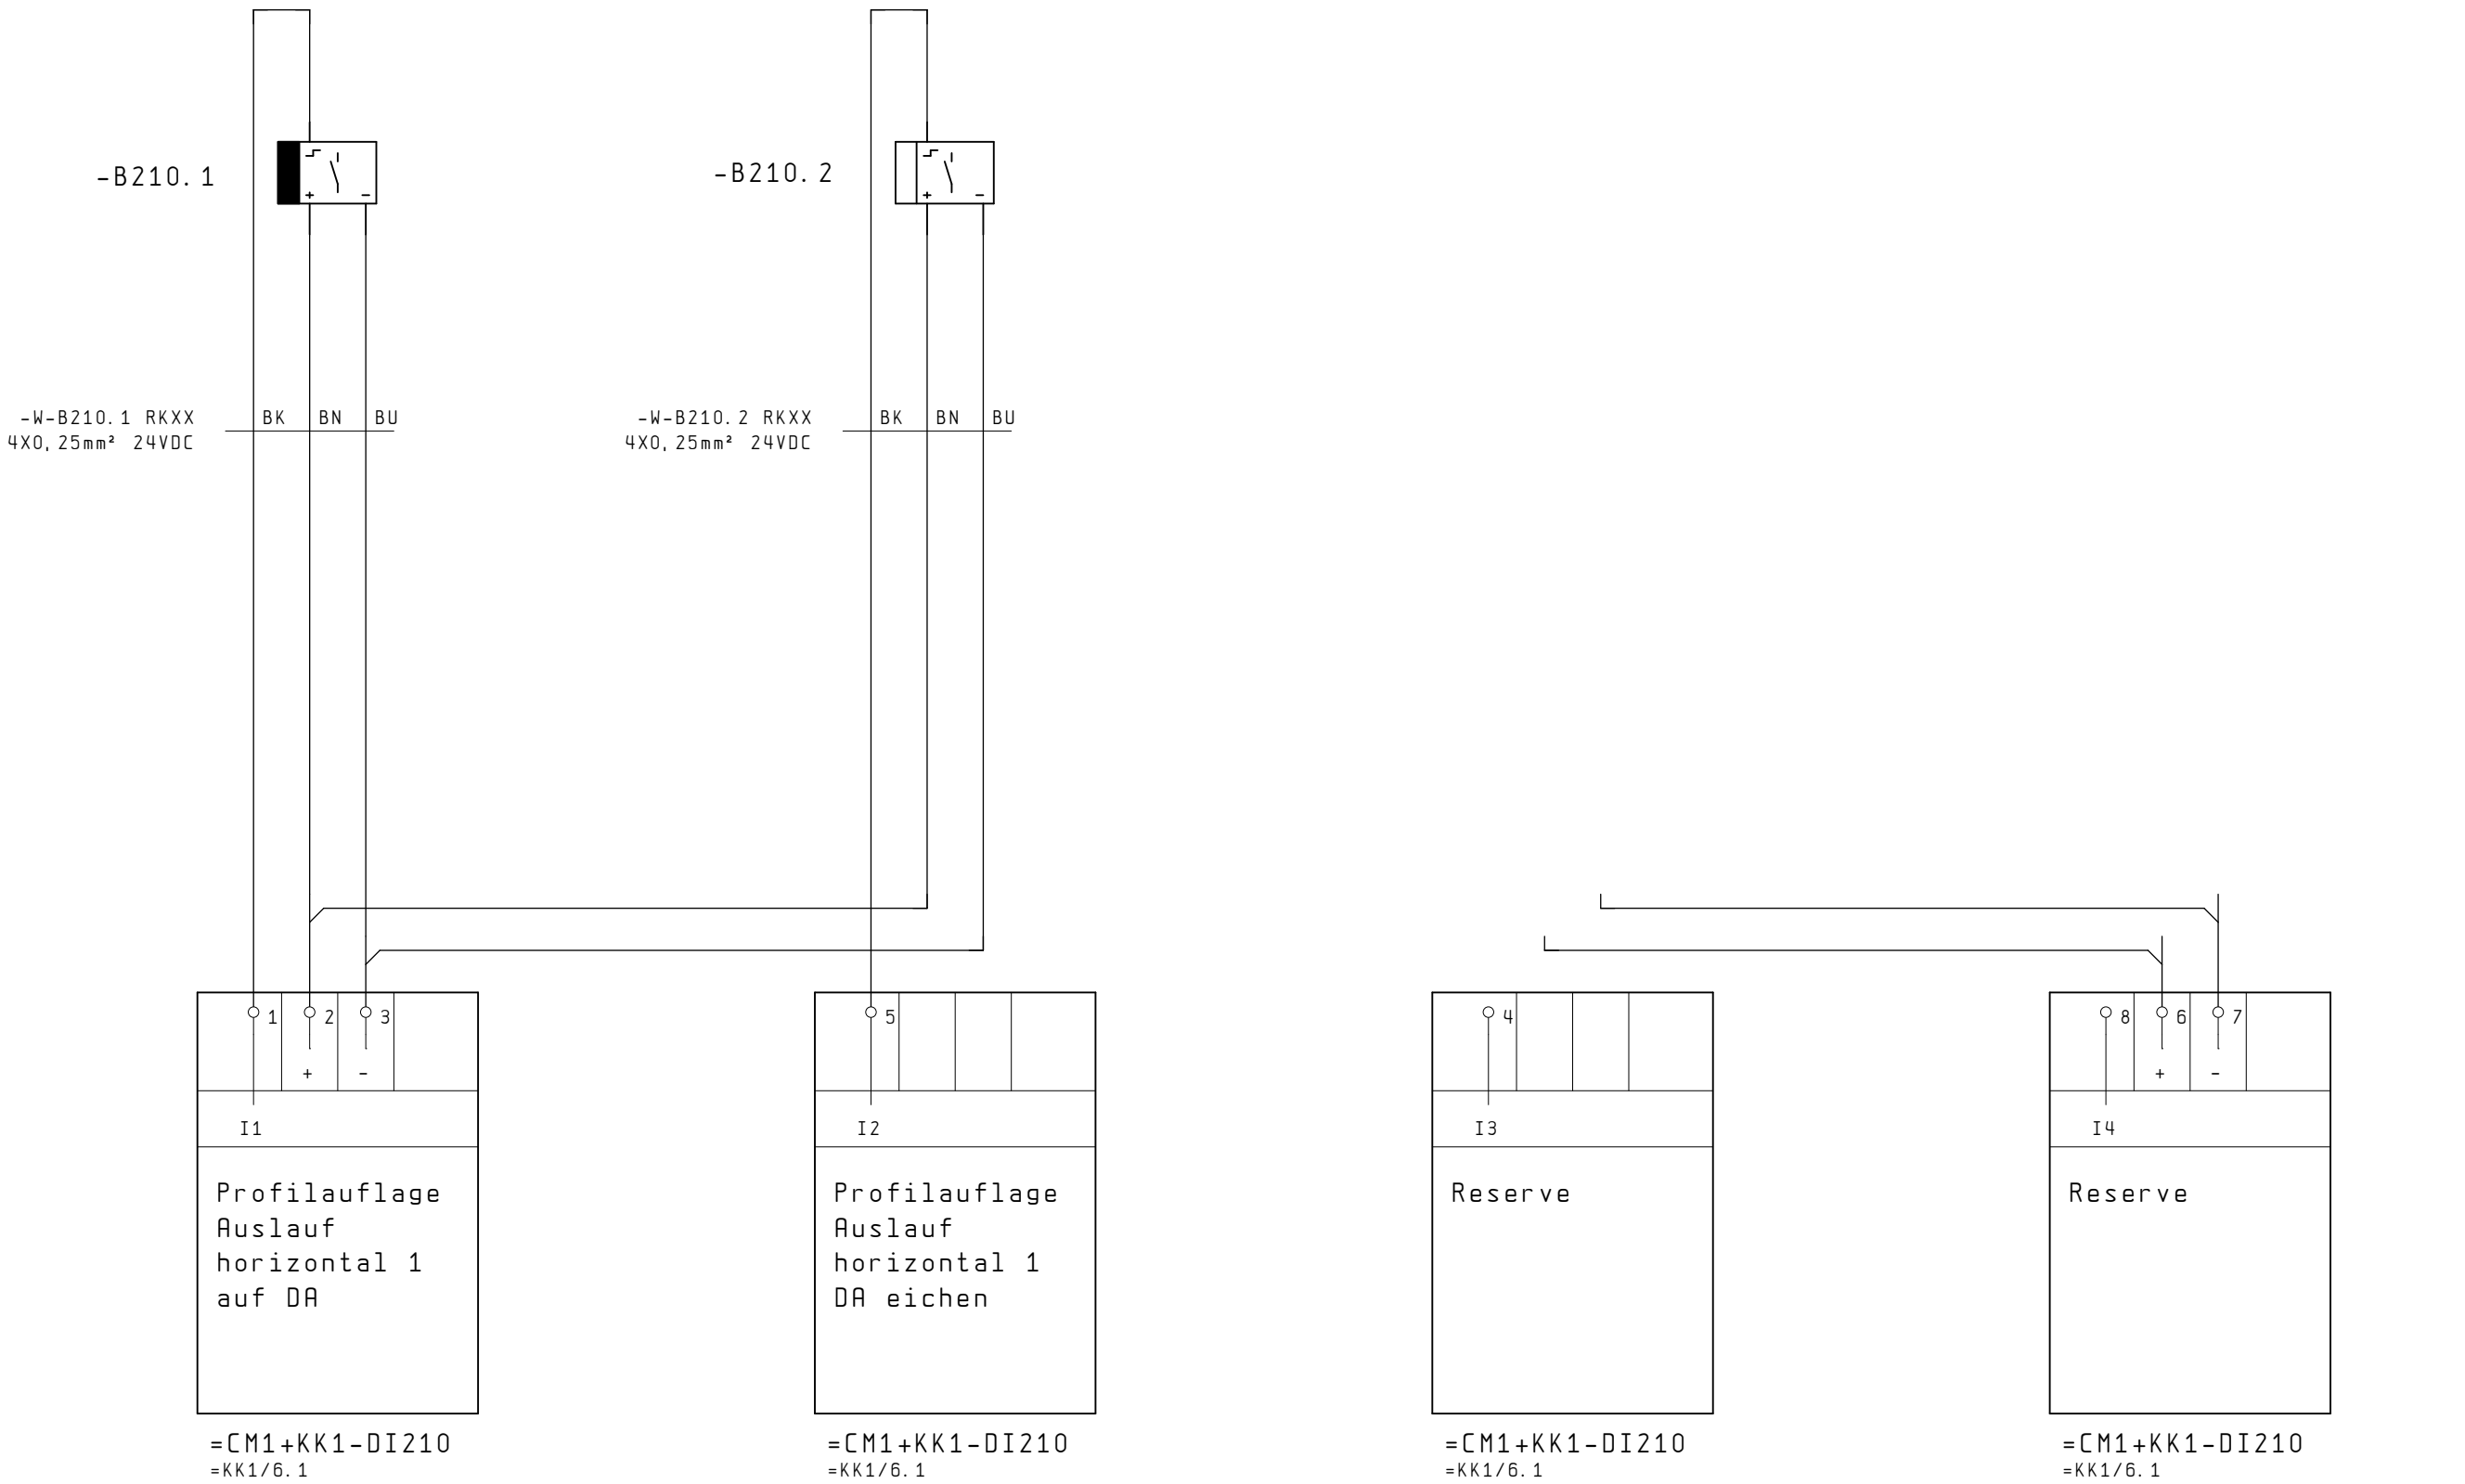 -B210.1
-B210.2
+ -
+ -
-W-B210.1 RKXX
4X0,25mm² 24VDC
BK BN BU
-W-B210.2 RKXX
4X0,25mm² 24VDC
BK BN BU
1 2 3
+ -
I1
Profilauflage
Auslauf
horizontal 1
auf DA
=CM1+KK1-DI210
=KK1/6.1
5
I2
Profilauflage
Auslauf
horizontal 1
DA eichen
=CM1+KK1-DI210
=KK1/6.1
4
I3
Reserve
=CM1+KK1-DI210
=KK1/6.1
8 6 7
+ -
I4
Reserve
=CM1+KK1-DI210
=KK1/6.1